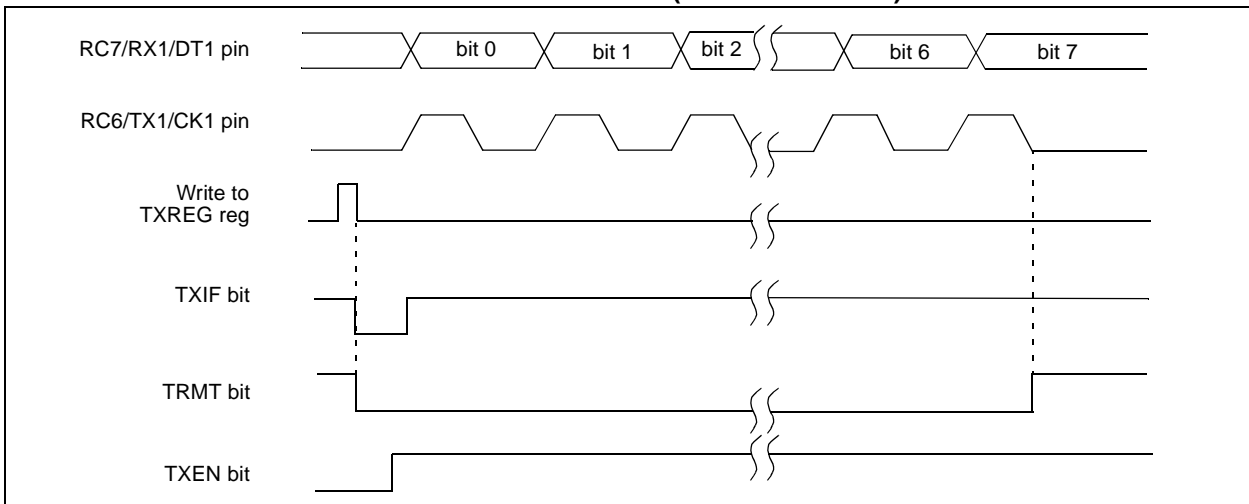 RC7/RX1/DT1 pin
bit 0
bit 1
bit 2
bit 6
bit 7
RC6/TX1/CK1 pin
Write to
TXREG reg
TXIF bit
TRMT bit
TXEN bit